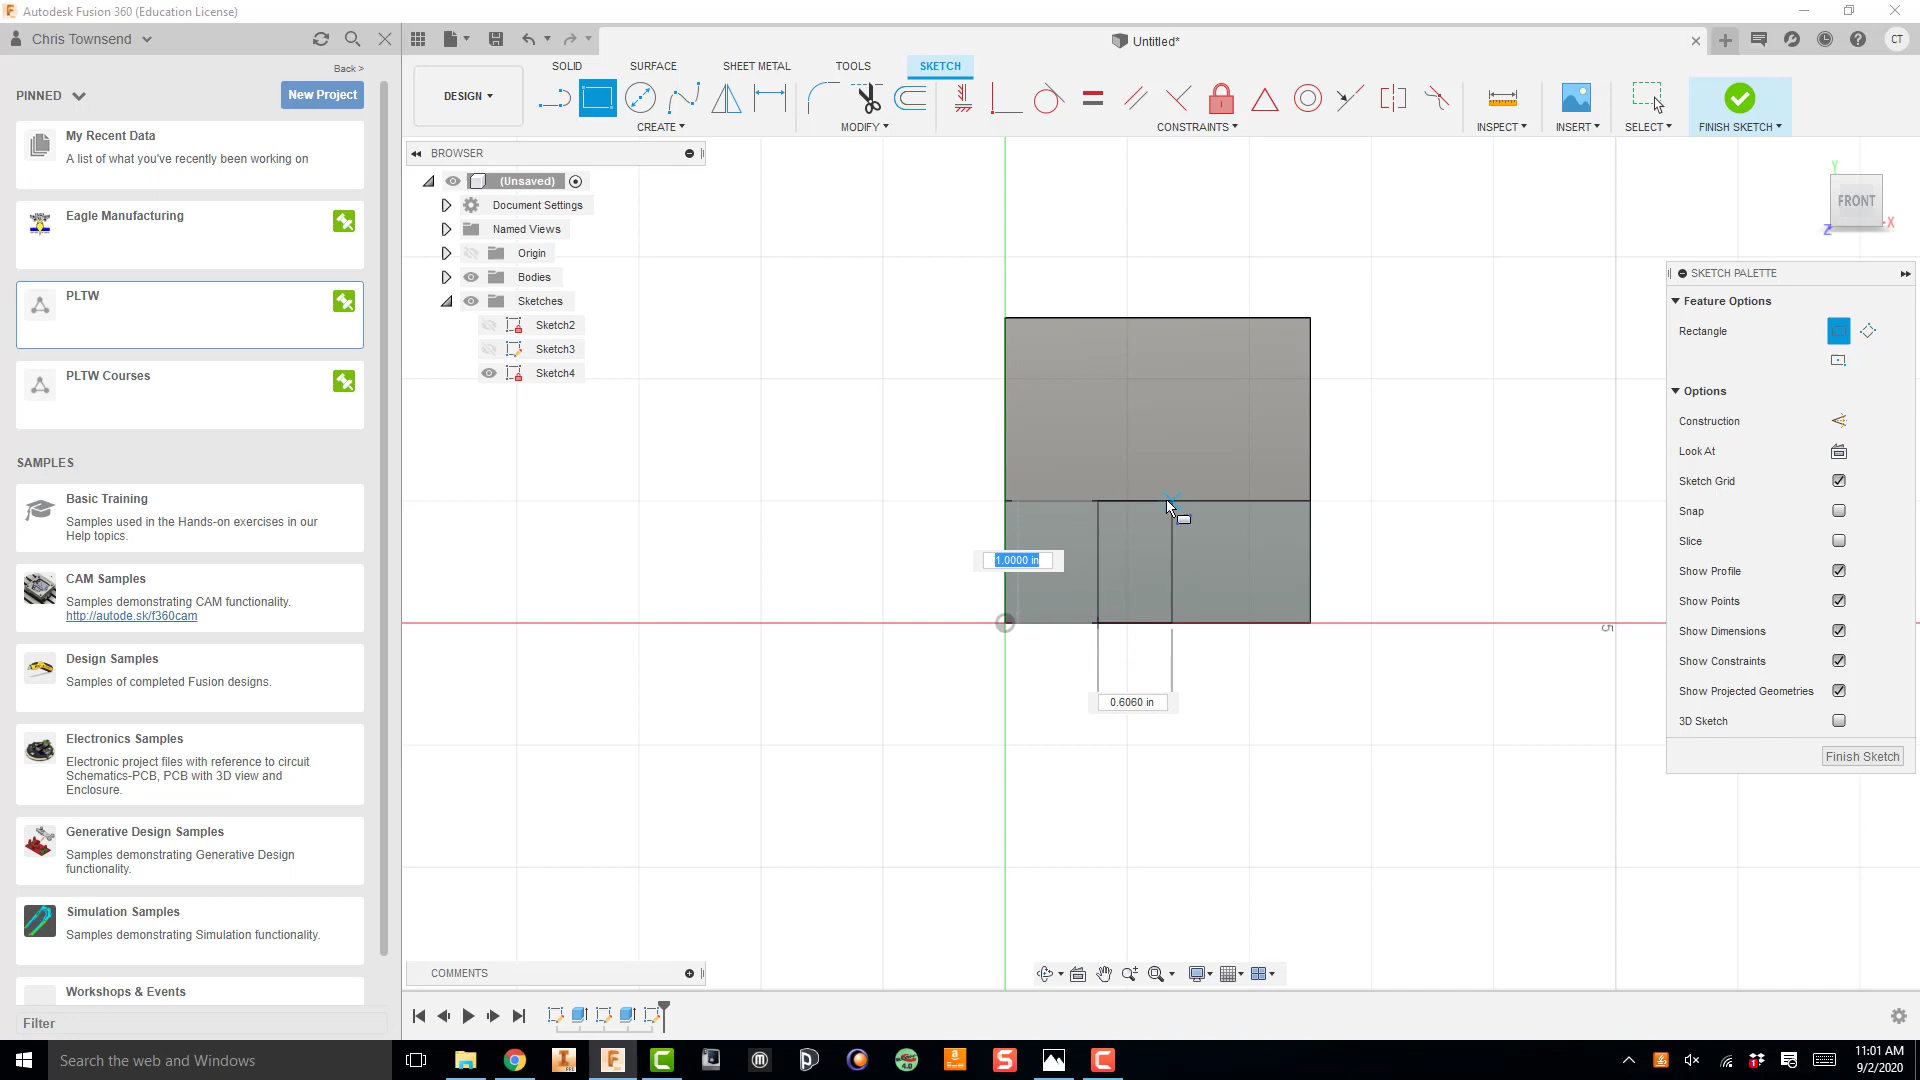 Autodesk Fusion 360 (Education License)
Chris Townsend
Untitled*
CT
Back >
PINNED
New Project
My Recent Data
A list of what you've recently been working on
Eagle Manufacturing
PLTW
PLTW Courses
SAMPLES
Basic Training
Samples used in the Hands-on exercises in our
Help topics.
CAM Samples
Samples demonstrating CAM functionality.
http://autode.sk/f360cam
Design Samples
Samples of completed Fusion designs.
Electronics Samples
Electronic project files with reference to circuit
Schematics-PCB, PCB with 3D view and
Enclosure.
Generative Design Samples
Samples demonstrating Generative Design
functionality.
Simulation Samples
Samples demonstrating Simulation functionality.
Workshops & Events
Filter
SOLID
SURFACE
SHEET METAL
TOOLS
SKETCH
DESIGN
CREATE
MODIFY
CONSTRAINTS
INSPECT
INSERT
SELECT
FINISH SKETCH
BROWSER
(Unsaved)
Document Settings
Named Views
Origin
Bodies
Sketches
Sketch2
Sketch3
Sketch4
1.0000 in
0.6060 in
5
Y
FRONT
X
Z
SKETCH PALETTE
Feature Options
Rectangle
Options
Construction
Look At
Sketch Grid
Snap
Slice
Show Profile
Show Points
Show Dimensions
Show Constraints
Show Projected Geometries
3D Sketch
Finish Sketch
COMMENTS
Search the web and Windows
4.0
11:01 AM
9/2/2020